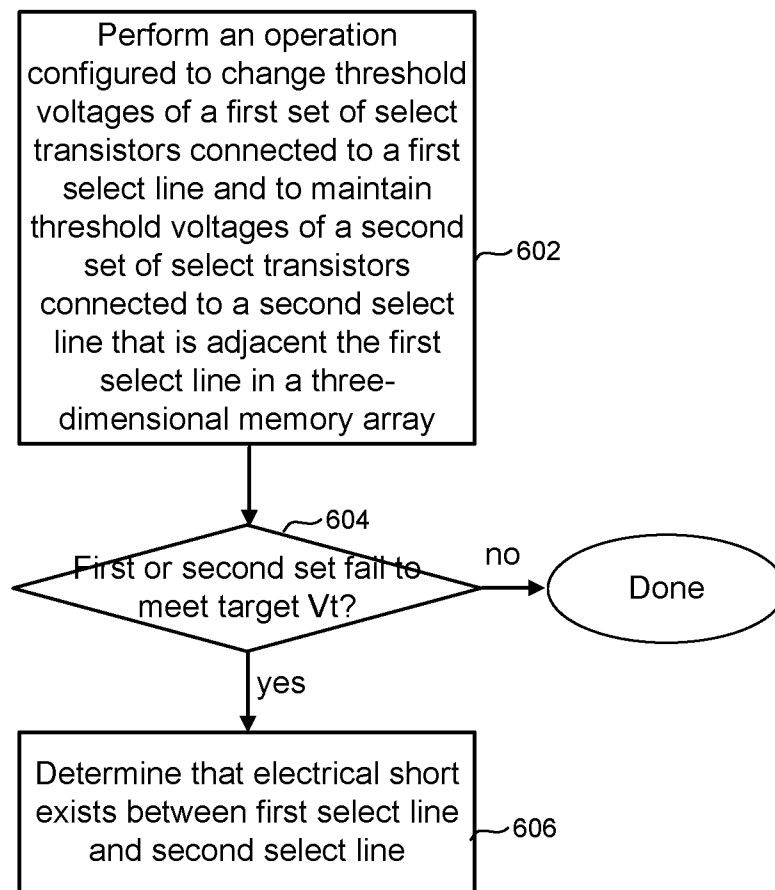 Perform an operation
configured to change threshold
voltages of a first set of select
transistors connected to a first
select line and to maintain
threshold voltages of a second
set of select transistors
connected to a second select
line that is adjacent the first
select line in a three-
dimensional memory array
602
604
First or second set fail to
meet target Vt?
no
Done
yes
Determine that electrical short
exists between first select line
and second select line
606